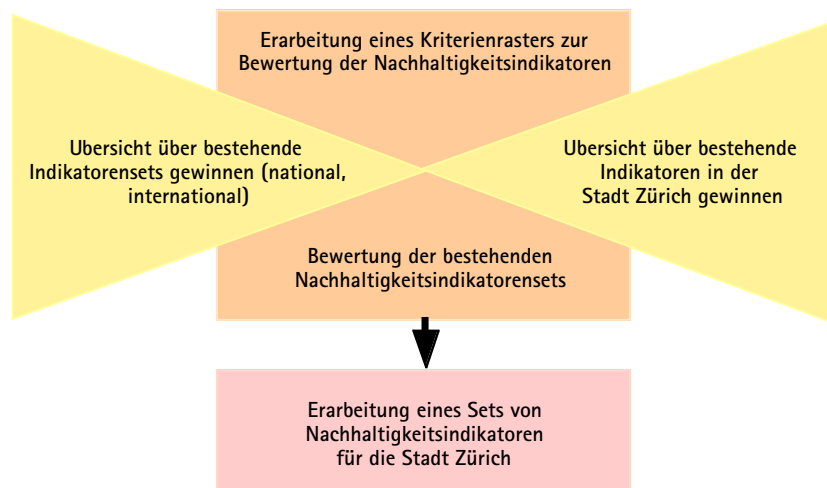 Erarbeitung eines Kriterienrasters zur
Bewertung der Nachhaltigkeitsindikatoren
Ubersicht über bestehende
Indikatorensets gewinnen (national,
international)
Ubersicht über bestehende
Indikatoren in der
Stadt Zürich gewinnen
Bewertung der bestehenden
Nachhaltigkeitsindikatorensets
Erarbeitung eines Sets von
Nachhaltigkeitsindikatoren
für die Stadt Zürich